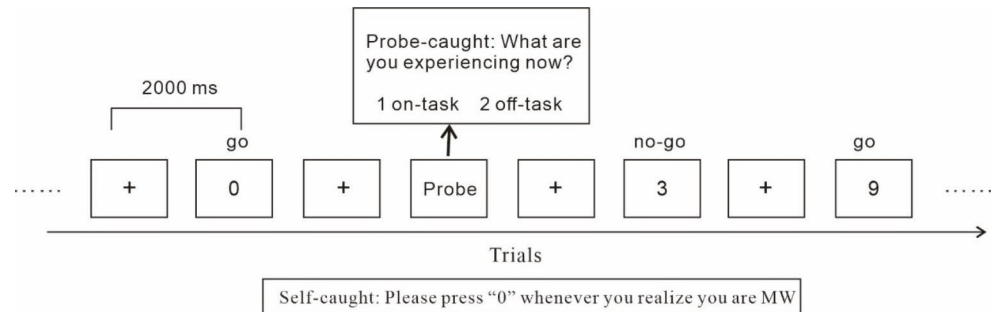 Probe-caught: What are
you experiencing now?
1 on-task 2 off-task
2000 ms
go
no-go
go
...... + 0 + Probe + 3 + 9 ......
Trials
Self-caught: Please press “0” whenever you realize you are MW